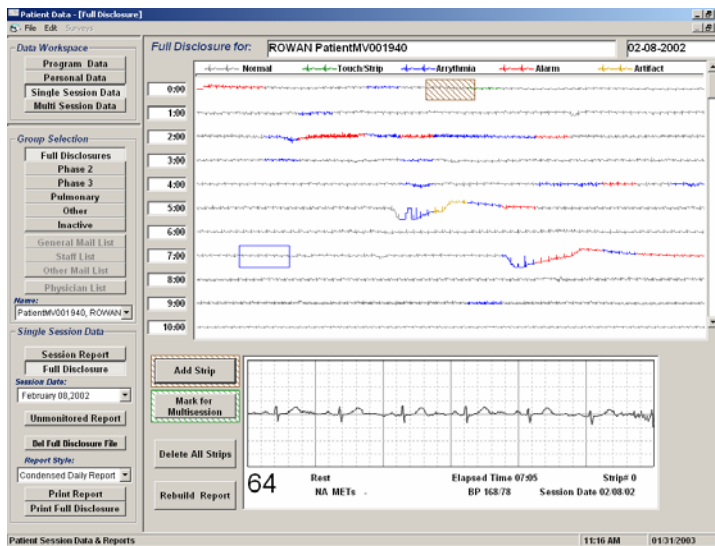 Patient Data - [Full Disclosure]
File Edit Surveys
Data Workspace
Program Data
Personal Data
Single Session Data
Multi Session Data
Group Selection
Full Disclosures
Phase 2
Phase 3
Pulmonary
Other
Inactive
General Mail List
Staff List
Other Mail List
Physician List
Name:
PatientMV001940, ROWAN
Single Session Data
Session Report
Full Disclosure
Session Date:
February 08,2002
Unmonitored Report
Del Full Disclosure File
Report Style:
Condensed Daily Report
Print Report
Print Full Disclosure
Full Disclosure for: ROWAN PatientMV001940 02-08-2002
Normal Touch/Strip Arrythmia Alarm Artifact
0:00
1:00
2:00
3:00
4:00
5:00
6:00
7:00
8:00
9:00
10:00
Add Strip
Mark for
Multisession
Delete All Strips
Rebuild Report
64 Rest Elapsed Time 07:05 Strip# 0
NA METs - BP 168/78 Session Date 02/08/02
Patient Session Data & Reports 11:16 AM 01/31/2003